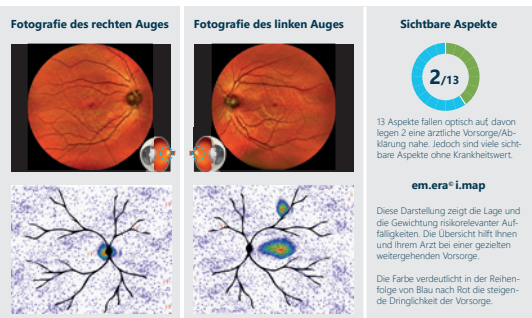 Fotografie des rechten Auges
Fotografie des linken Auges
Sichtbare Aspekte
2/13
13 Aspekte fallen optisch auf, davon
legen 2 eine ärztliche Vorsorge/Ab-
klärung nahe. Jedoch sind viele sicht-
bare Aspekte ohne Krankheitswert.
em.era© i.map
Diese Darstellung zeigt die Lage und
die Gewichtung risikorelevanter Auf-
fälligkeiten. Die Übersicht hilft Ihnen
und Ihrem Arzt bei einer gezielten
weitergehenden Vorsorge.
Die Farbe verdeutlicht in der Reihen-
folge von Blau nach Rot die steigen-
de Dringlichkeit der Vorsorge.